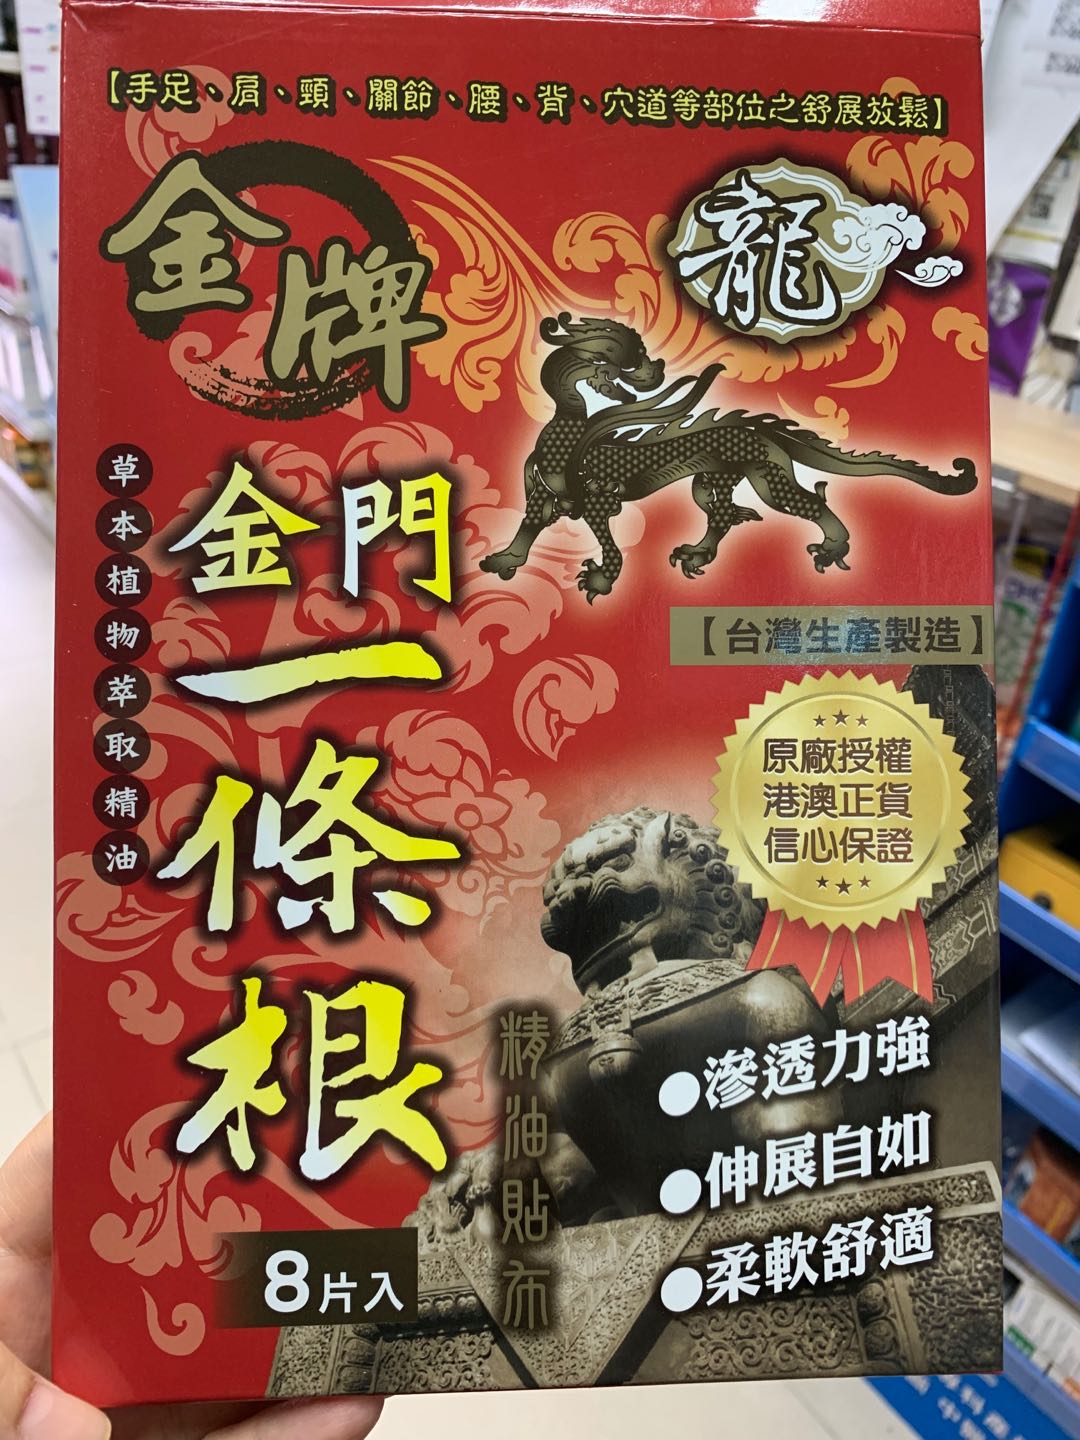 【手足、肩、頸、關節、腰、背、穴道等部位之舒展放鬆】
金牌
龍
草本植物萃取精油
金門一條根
【台灣生產製造】
原廠授權
港澳正貨
信心保證
精油貼布
●滲透力強
●伸展自如
●柔軟舒適
8片入